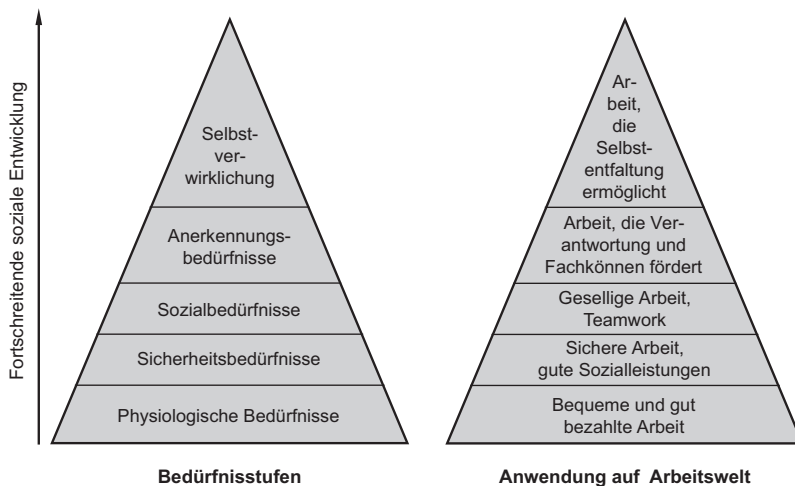 Fortschreitende soziale Entwicklung
Selbst-
ver-
wirklichung
Anerkennungs-
bedürfnisse
Sozialbedürfnisse
Sicherheitsbedürfnisse
Physiologische Bedürfnisse
Bedürfnisstufen
Ar-
beit,
die
Selbst-
entfaltung
ermöglicht
Arbeit, die Ver-
antwortung und
Fachkönnen fördert
Gesellige Arbeit,
Teamwork
Sichere Arbeit,
gute Sozialleistungen
Bequeme und gut
bezahlte Arbeit
Anwendung auf Arbeitswelt